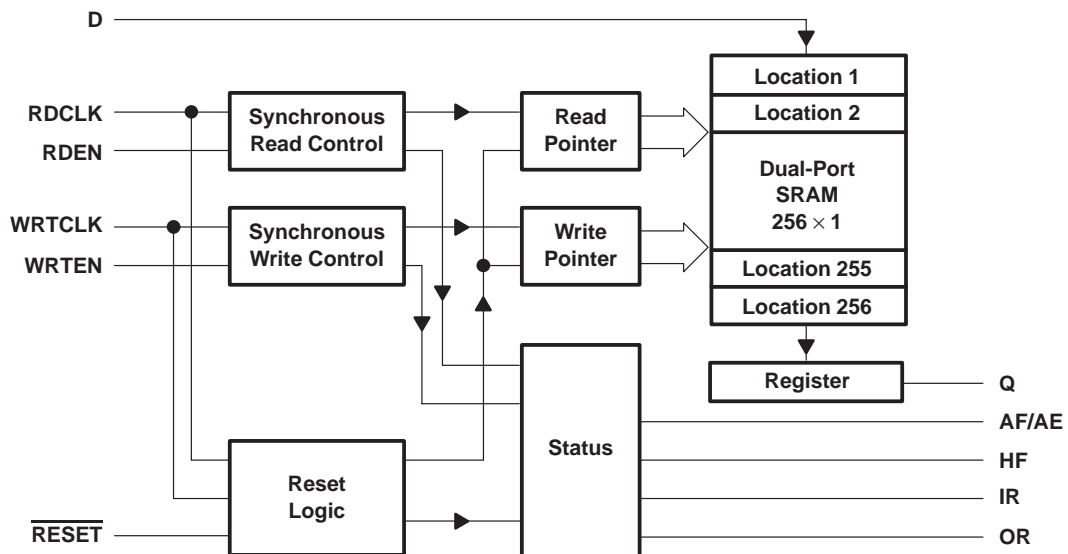 D
RDCLK
RDEN
WRTCLK
WRTEN
RESET
Synchronous
Read Control
Synchronous
Write Control
Reset
Logic
Read
Pointer
Write
Pointer
Status
Location 1
Location 2
Dual-Port
SRAM
256 × 1
Location 255
Location 256
Register
Q
AF/AE
HF
IR
OR